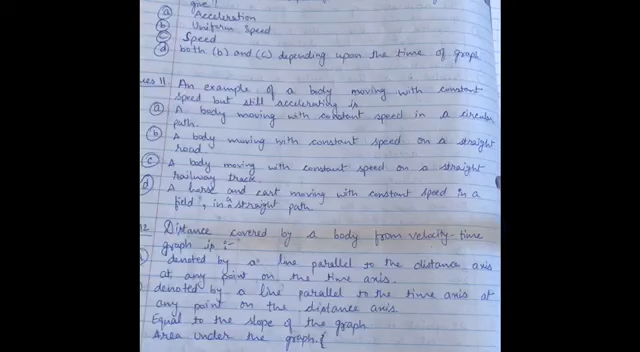 give?
(a) Acceleration
(b) Uniform Speed
(c) Speed
(d) both (b) and (c) depending upon the time of graph
Ques 11 An example of a body moving with constant
speed but still accelerating is
(a) A body moving with constant speed in a circular
path.
(b) A body moving with constant speed on a straight
road.
(c) A body moving with constant speed on a straight
railway track
(d) A horse and cart moving with constant speed in a
field, in a straight path.
12 Distance covered by a body from velocity-time
graph is :-
denoted by a line parallel to the distance axis
at any point on the time axis.
denoted by a line parallel to the time axis at
any point on the distance axis.
Equal to the slope of the graph
Area under the graph.